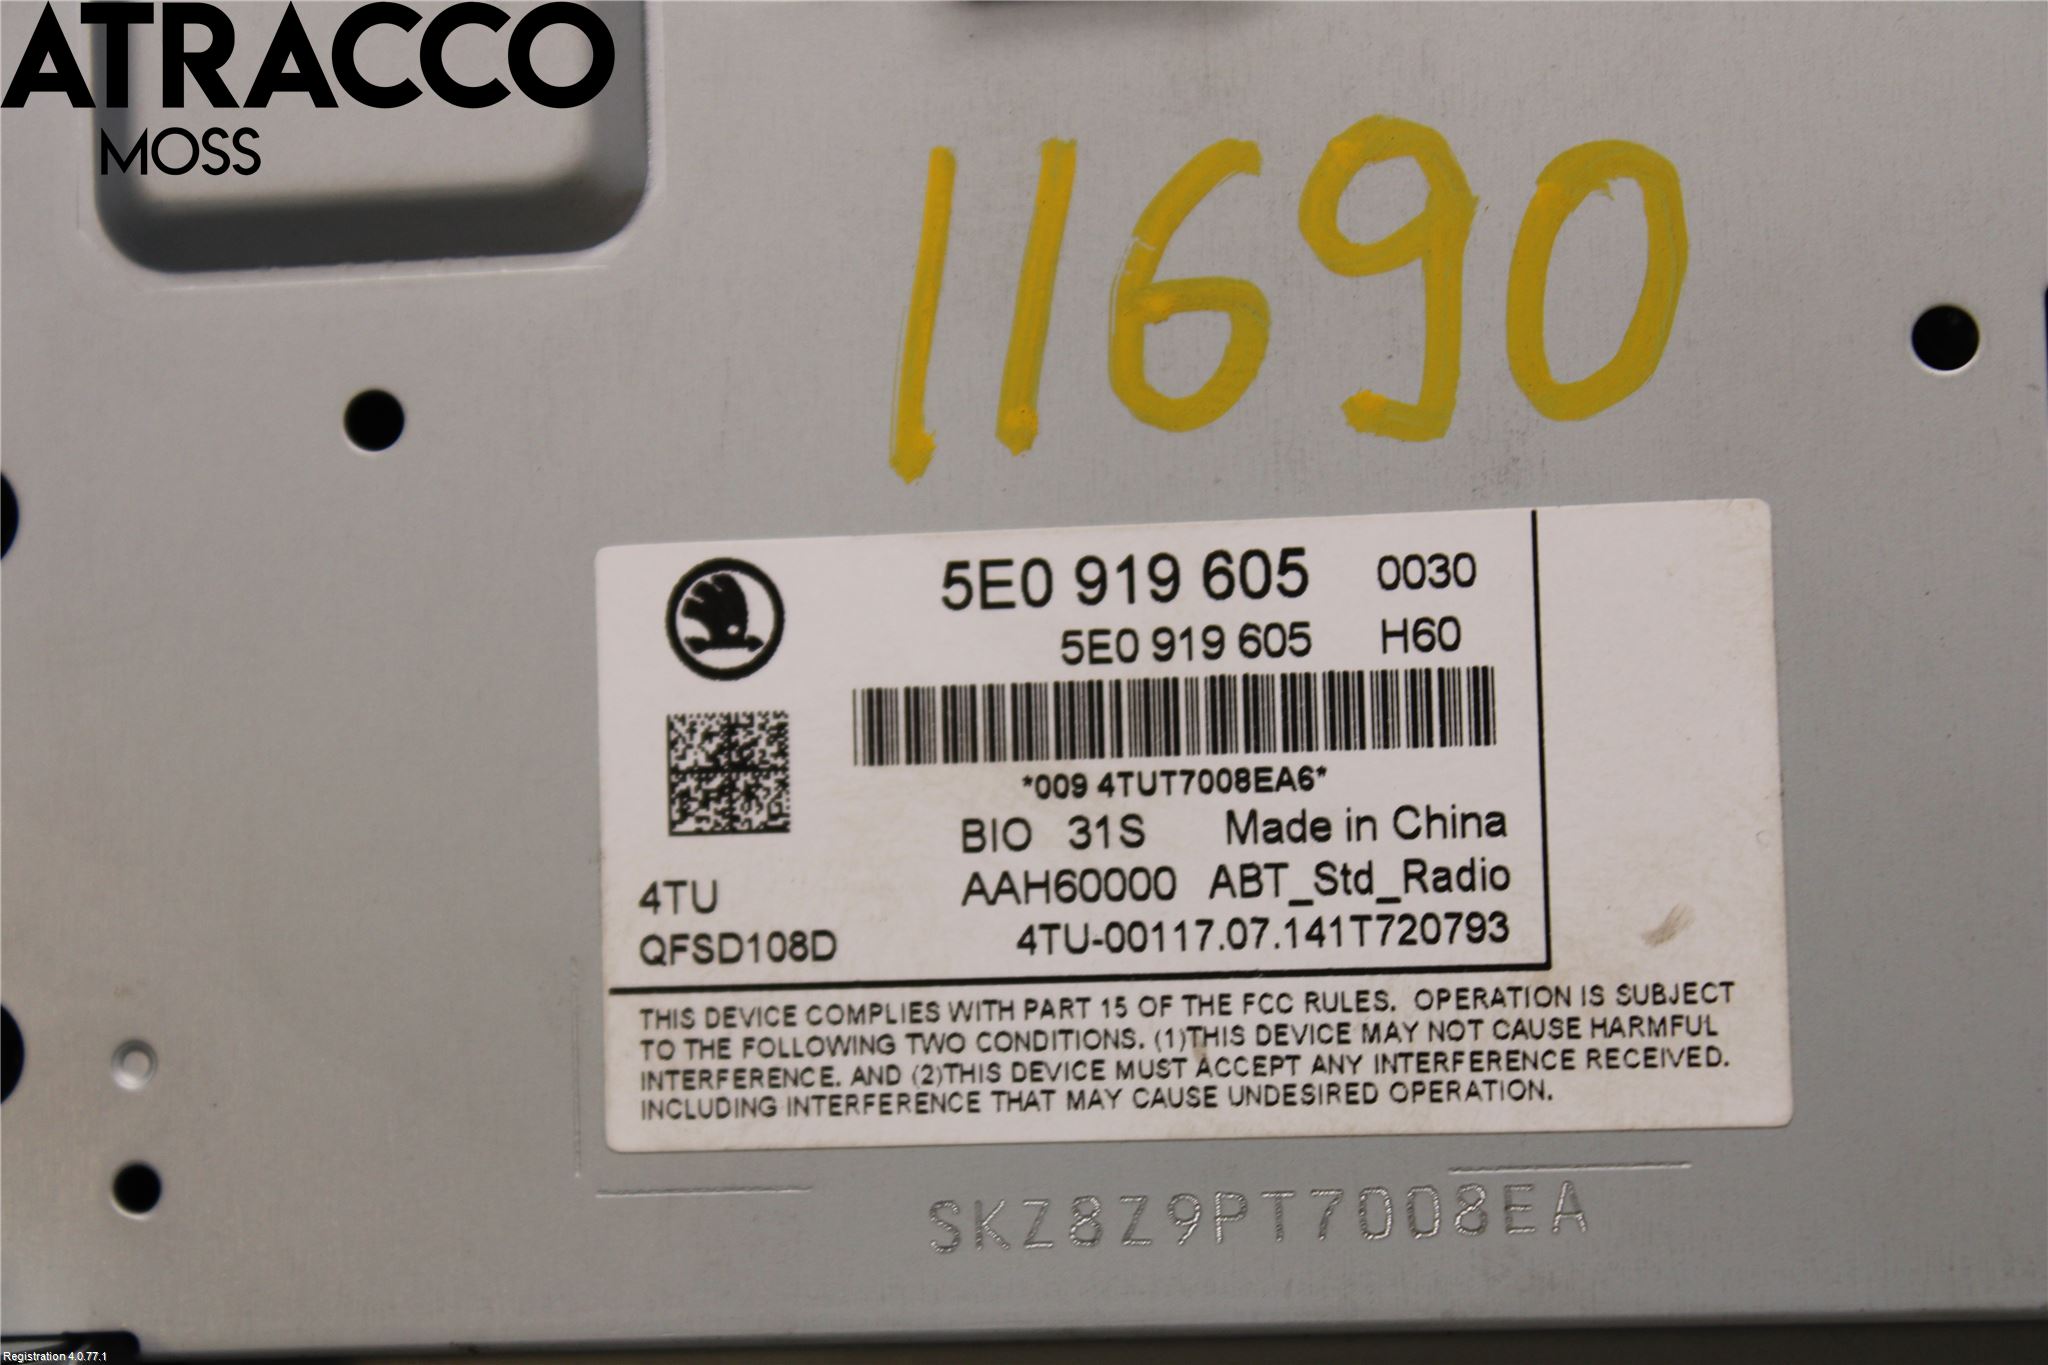 ATRACCO
MOSS
11690
5E0 919 605 0030
5E0 919 605 H60
*009 4TUT7008EA6*
BIO 31S Made in China
4TU AAH60000 ABT_Std_Radio
QFSD108D 4TU-00117.07.141T720793
THIS DEVICE COMPLIES WITH PART 15 OF THE FCC RULES. OPERATION IS SUBJECT
TO THE FOLLOWING TWO CONDITIONS. (1)THIS DEVICE MAY NOT CAUSE HARMFUL
INTERFERENCE. AND (2)THIS DEVICE MUST ACCEPT ANY INTERFERENCE RECEIVED.
INCLUDING INTERFERENCE THAT MAY CAUSE UNDESIRED OPERATION.
SKZ8Z9PT7008EA
Registration 4.0.77.1